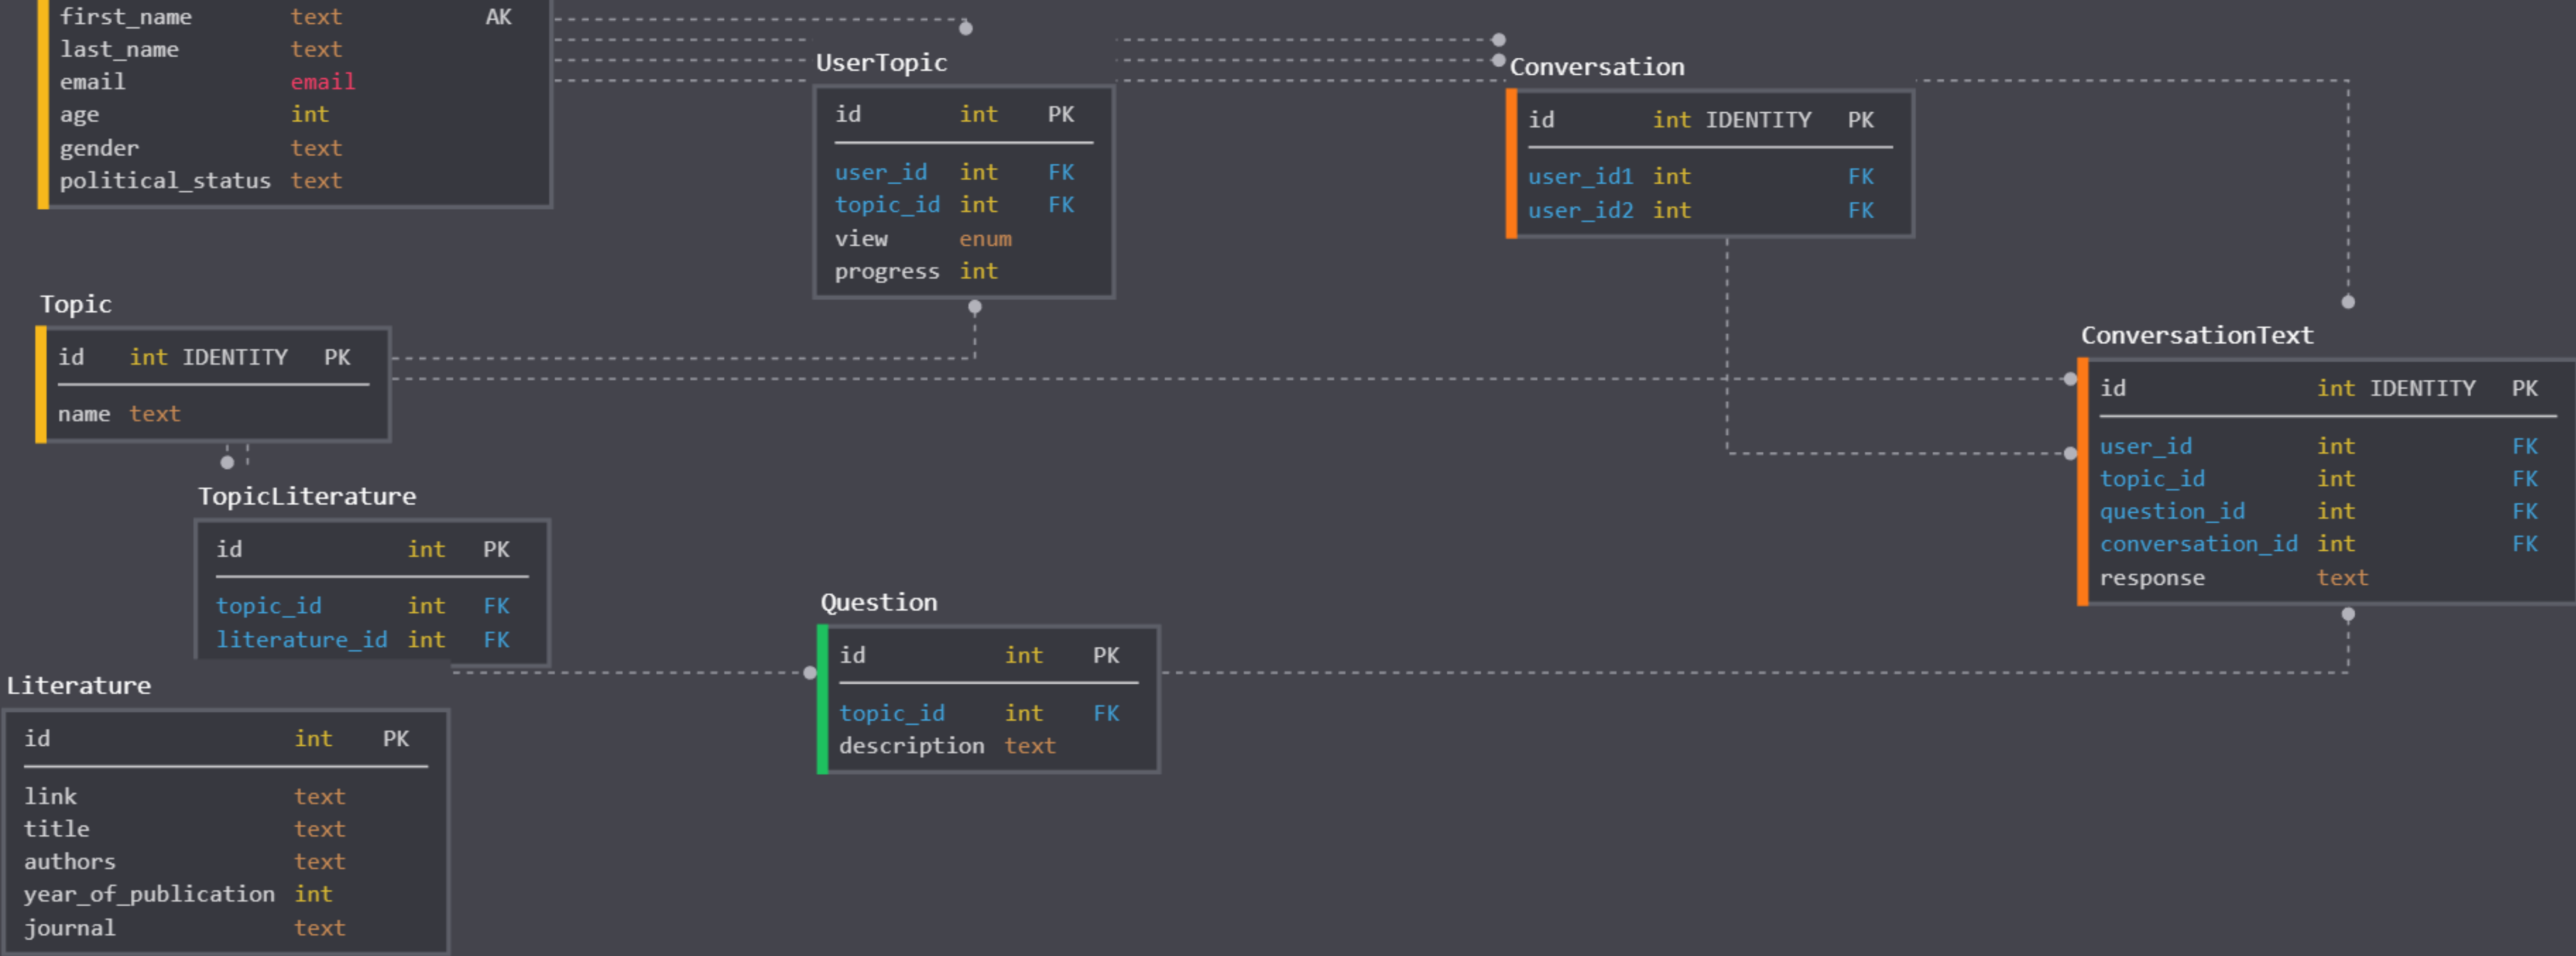 first_name text AK
last_name text
email email
age int
gender text
political_status text
UserTopic
id int PK
user_id int FK
topic_id int FK
view enum
progress int
Conversation
id int IDENTITY PK
user_id1 int FK
user_id2 int FK
Topic
id int IDENTITY PK
name text
ConversationText
id int IDENTITY PK
user_id int FK
topic_id int FK
question_id int FK
conversation_id int FK
response text
TopicLiterature
id int PK
topic_id int FK
literature_id int FK
Question
id int PK
topic_id int FK
description text
Literature
id int PK
link text
title text
authors text
year_of_publication int
journal text